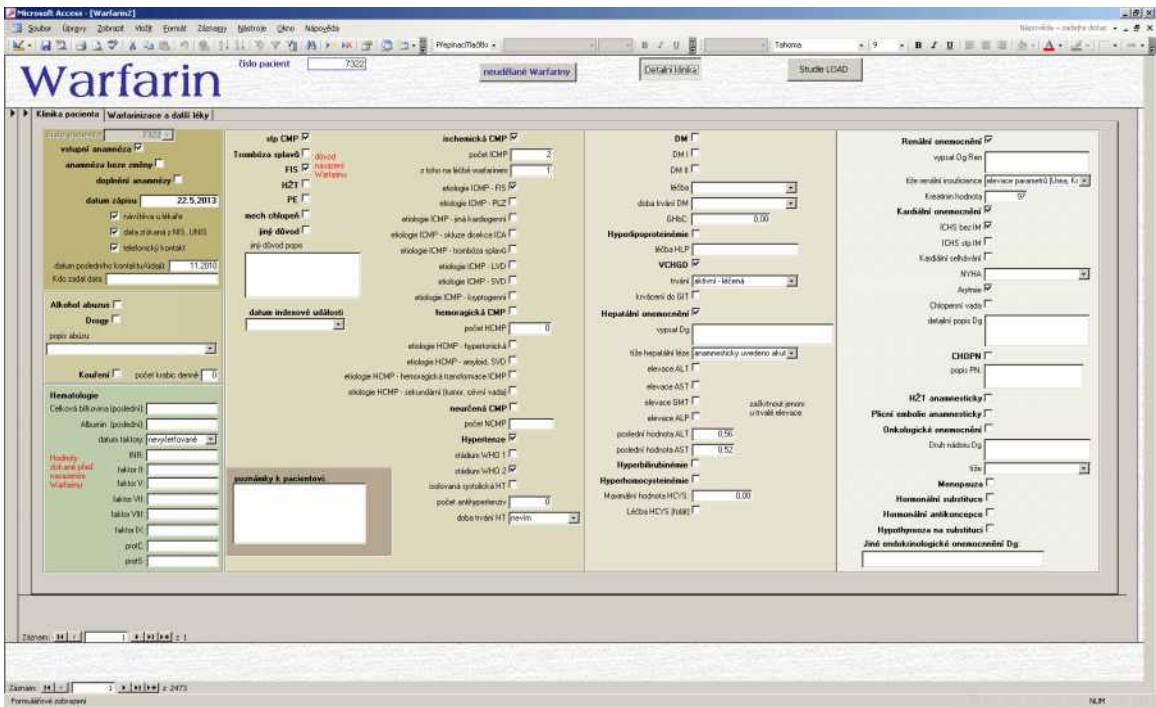 Microsoft Access - [Warfarin2]
Soubor Úpravy Zobrazit Vložit Formát Záznamy Nástroje Okno Nápověda
Nápověda – zadejte dotaz
Tahoma 9
Warfarin
číslo pacient 7322
neudělané Warfariny
Detailní klinika
Studie LOAD
Klinika pacienta
Warfarinizace a další léky
7322
vstupní anamnéza
anamnéza beze změny
doplnění anamnézy
datum zápisu 22.5.2013
návštěva u lékaře
data získaná z NIS, UNIS
telefonický kontakt
datum posledního kontaktu/údajů 11.2010
Kdo zadal data
Alkohol abuzus
Drogy
popis abúzu
Kouření
počet krabic denně 0
Hematologie
Celková bílkovina (poslední)
Albumin (poslední)
datum faktory nevyšetřované
Hodnoty získané před nasazením Warfarinu
INR
faktor II
faktor V
faktor VII
faktor VIII
faktor IX
protC
protS
stp CMP
Trombóza splavů
FIS
důvod nasazení Warfarinu
HŽT
PE
mech chlopeň
jiný důvod
jiný důvod popis
datum indexové události
poznámky k pacientovi
ischemická CMP
počet ICMP 2
z toho na léčbě warfarinem 1
etiologie ICMP - FIS
etiologie ICMP - PLZ
etiologie ICMP - jiná kardiogenní
etiologie ICMP - okluze disekce ICA
etiologie ICMP - trombóza splavů
etiologie ICMP - LVD
etiologie ICMP - SVD
etiologie ICMP - kryptogenní
hemoragická CMP
počet HCMP 0
etiologie HCMP - hypertonická
etiologie HCMP - amyloid, SVD
etiologie HCMP - hemoragická transformace ICMP
etiologie HCMP - sekundární (tumor, cévní vada)
neurčená CMP
počet NCMP
Hypertenze
stádium WHO 1
stádium WHO 2
izolovaná systolická HT
počet antihypertenziv 0
doba trvání HT nevím
DM
DM I
DM II
léčba
doba trvání DM
GHbC 0,00
Hyperlipoproteinémie
léčba HLP
VCHGD
trvání aktivní - léčená
krvácení do GIT
Hepatální onemocnění
vypsat Dg
tíže hepatální léze anamnesticky uvedeno akut
elevace ALT
elevace AST
elevace GMT
elevace ALP
zaškrtnout jenom u trvalé elevace
poslední hodnota ALT 0,56
poslední hodnota AST 0,52
Hyperbilirubinémie
Hyperhomocysteinémie
Maximální hodnota HCYS 0,00
Léčba HCYS (folát)
Renální onemocnění
vypsat Dg Ren
tíže renální insuficience elevace parametrů (Urea, Kr
Kreatinin hodnota 97
Kardiální onemocnění
ICHS bez IM
ICHS stp IM
Kardiální selhávání
NYHA
Arytmie
Chlopenní vada
detailní popis Dg
CHOPN
popis PN
HŽT anamnesticky
Plicní embolie anamnesticky
Onkologické onemocnění
Druh nádoru Dg
tíže
Menopauza
Hormonální substituce
Hormonální antikoncepce
Hypothyreoza na substituci
Jiné endokrinologické onemocnnění Dg:
Záznam: 1 z 1
Záznam: 1 z 2473
Formulářové zobrazení
NUM